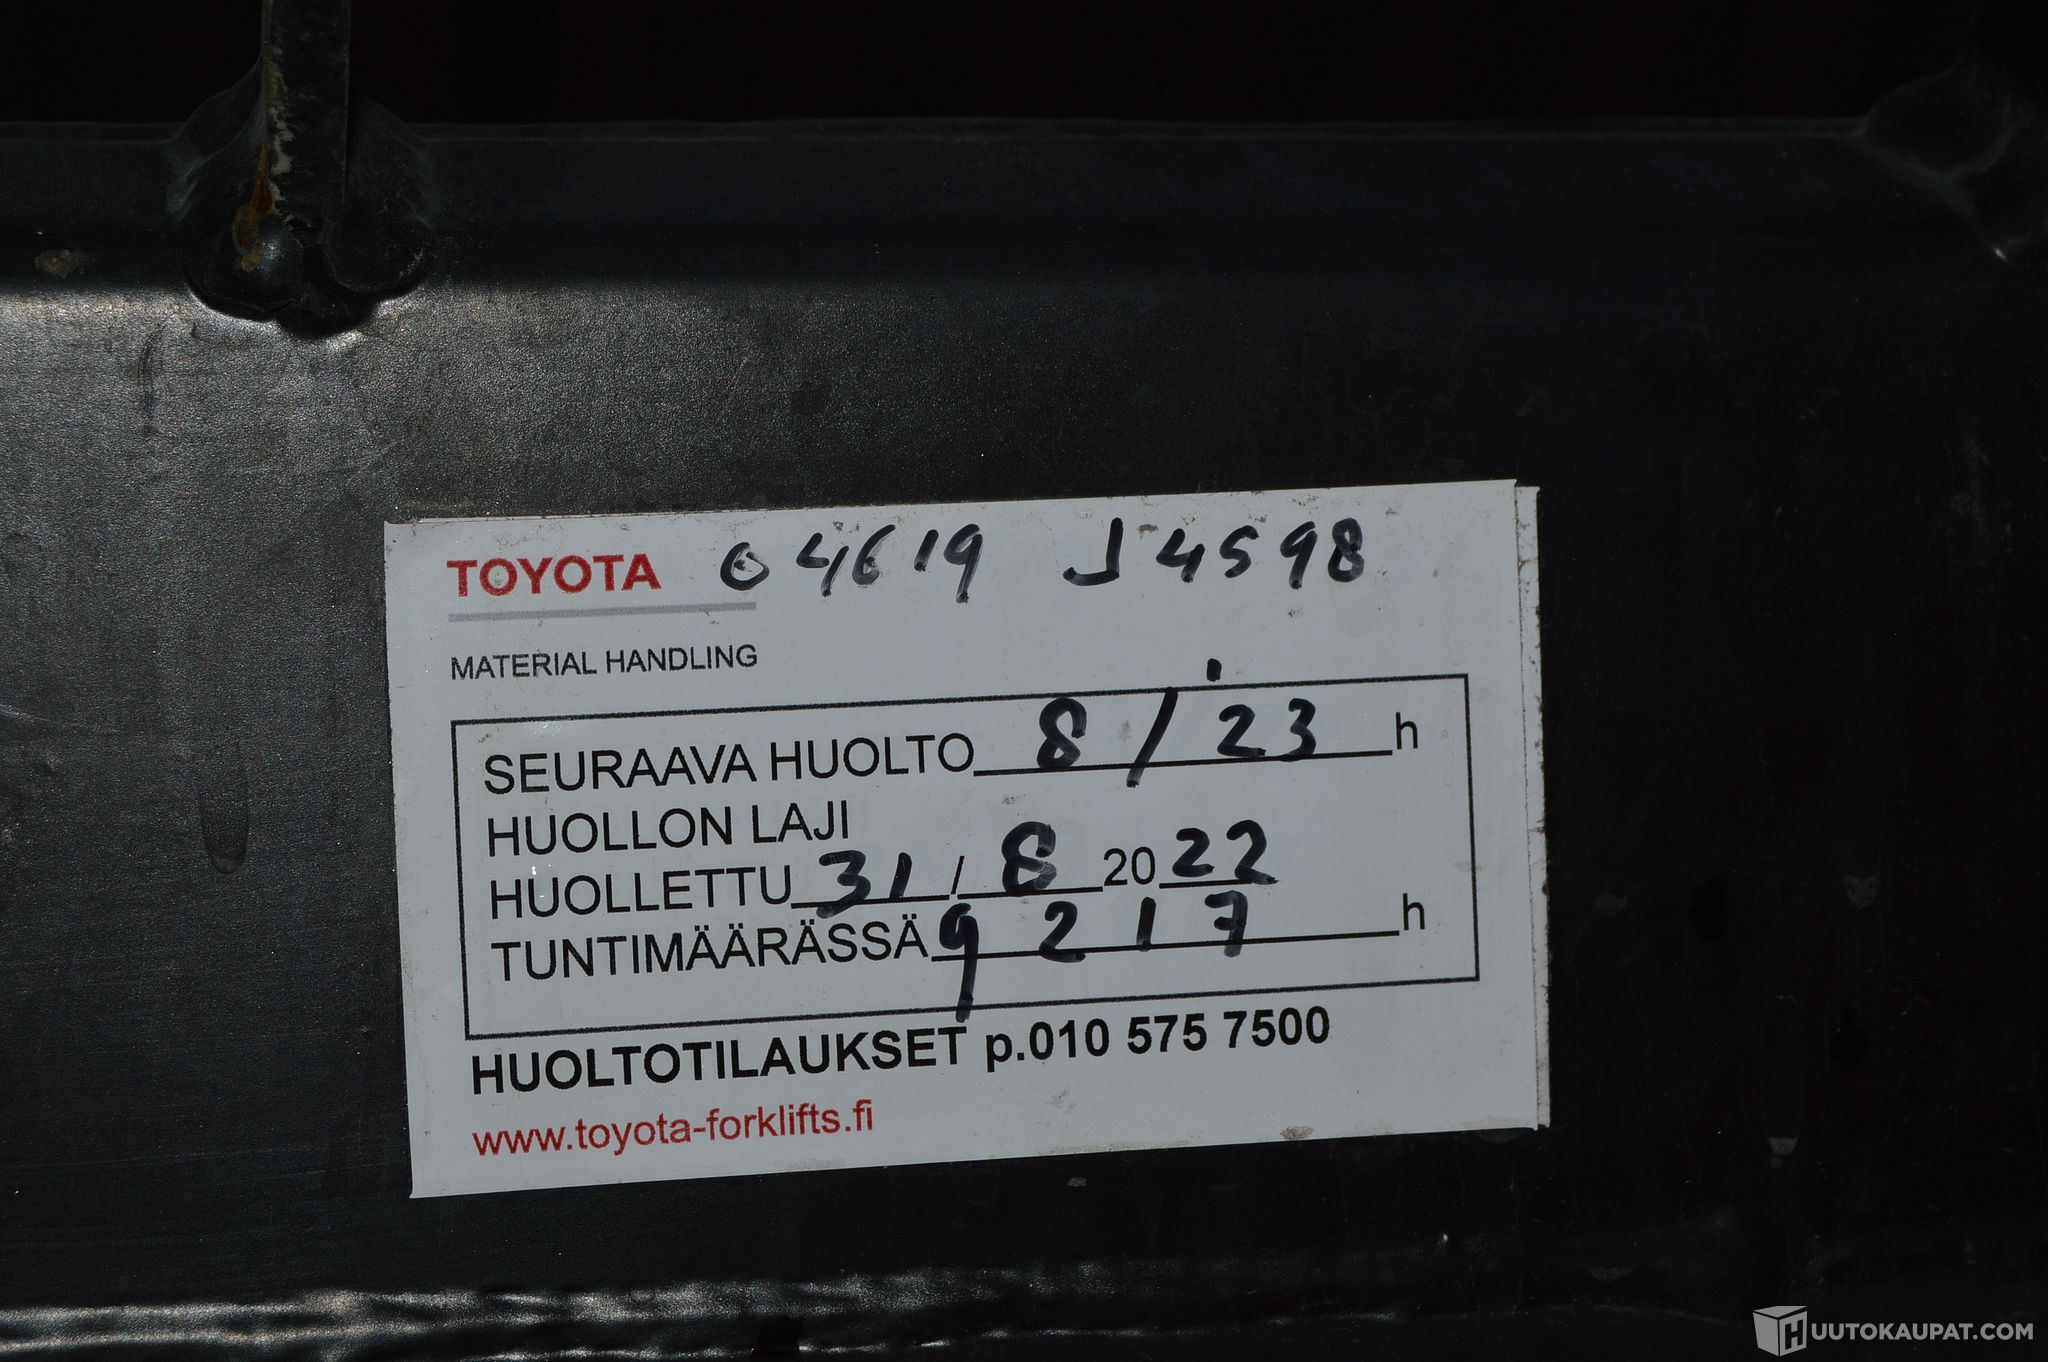 TOYOTA 04619 J4598
MATERIAL HANDLING
SEURAAVA HUOLTO 8/23 h
HUOLLON LAJI
HUOLLETTU 31/8 2022
TUNTIMÄÄRÄSSÄ 9217 h
HUOLTOTILAUKSET p.010 575 7500
www.toyota-forklifts.fi
HUUTOKAUPAT.COM